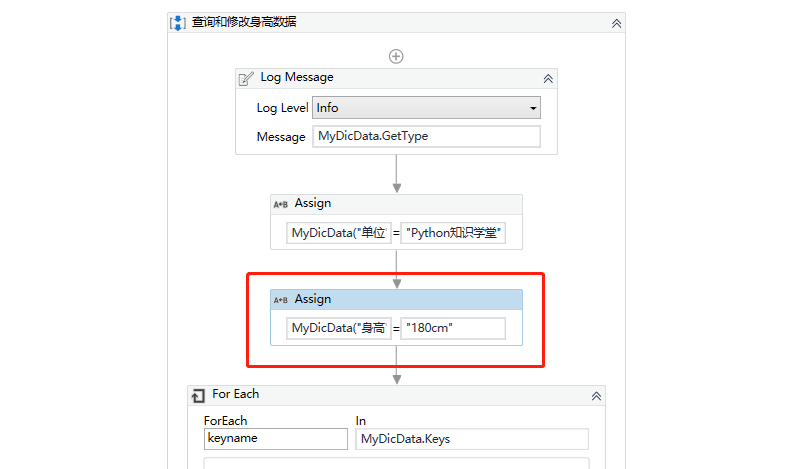 查询和修改身高数据
Log Message
Log Level Info
Message MyDicData.GetType
A+B Assign
MyDicData("单位" = "Python知识学堂"
A+B Assign
MyDicData("身高" = "180cm"
For Each
ForEach In
keyname MyDicData.Keys